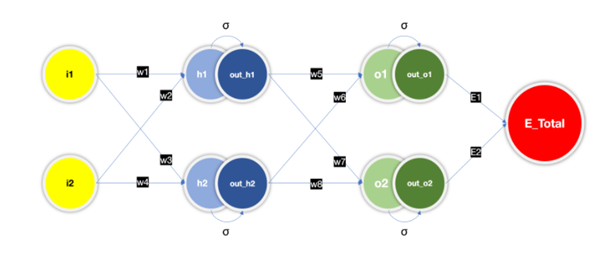 σ σ
i1 w1 h1 out_h1 w5 o1 out_o1
w2 w6 E1
E_Total
w3 w7 E2
i2 w4 h2 out_h2 w8 o2 out_o2
σ σ